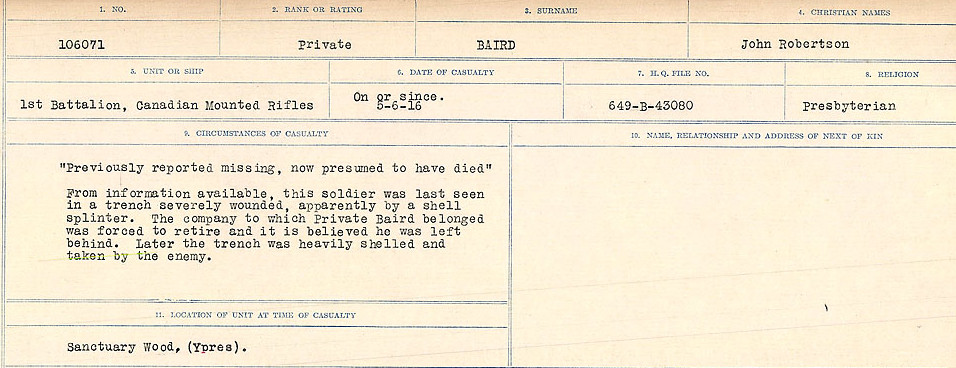 1. NO.
2. RANK OR RATING
3. SURNAME
4. CHRISTIAN NAMES
106071
Private
BAIRD
John Robertson
5. UNIT OR SHIP
6. DATE OF CASUALTY
7. H.Q. FILE NO.
8. RELIGION
1st Battalion, Canadian Mounted Rifles
On or since.
5-6-16
649-B-43080
Presbyterian
9. CIRCUMSTANCES OF CASUALTY
10. NAME, RELATIONSHIP AND ADDRESS OF NEXT OF KIN
"Previously reported missing, now presumed to have died"
From information available, this soldier was last seen
in a trench severely wounded, apparently by a shell
splinter. The company to which Private Baird belonged
was forced to retire and it is believed he was left
behind. Later the trench was heavily shelled and
taken by the enemy.
11. LOCATION OF UNIT AT TIME OF CASUALTY
Sanctuary Wood, (Ypres).